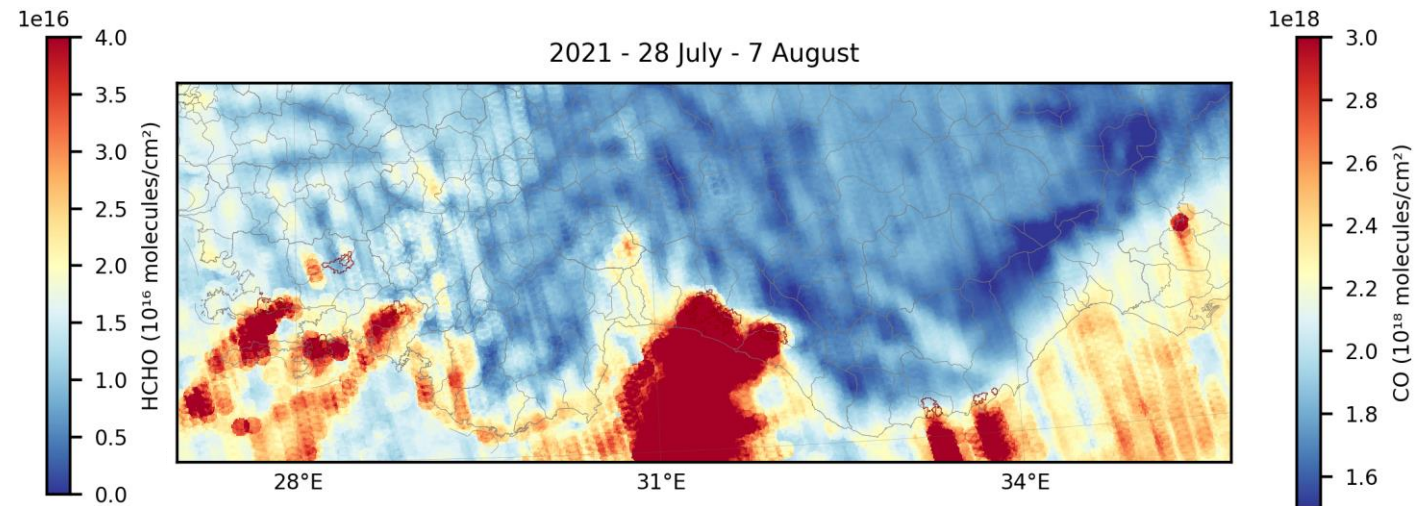 2021 - 28 July - 7 August
1e16
4.0
3.5
3.0
2.5
2.0
1.5
1.0
0.5
0.0
HCHO (10¹⁶ molecules/cm²)
28°E
31°E
34°E
1e18
3.0
2.8
2.6
2.4
2.2
2.0
1.8
1.6
CO (10¹⁸ molecules/cm²)